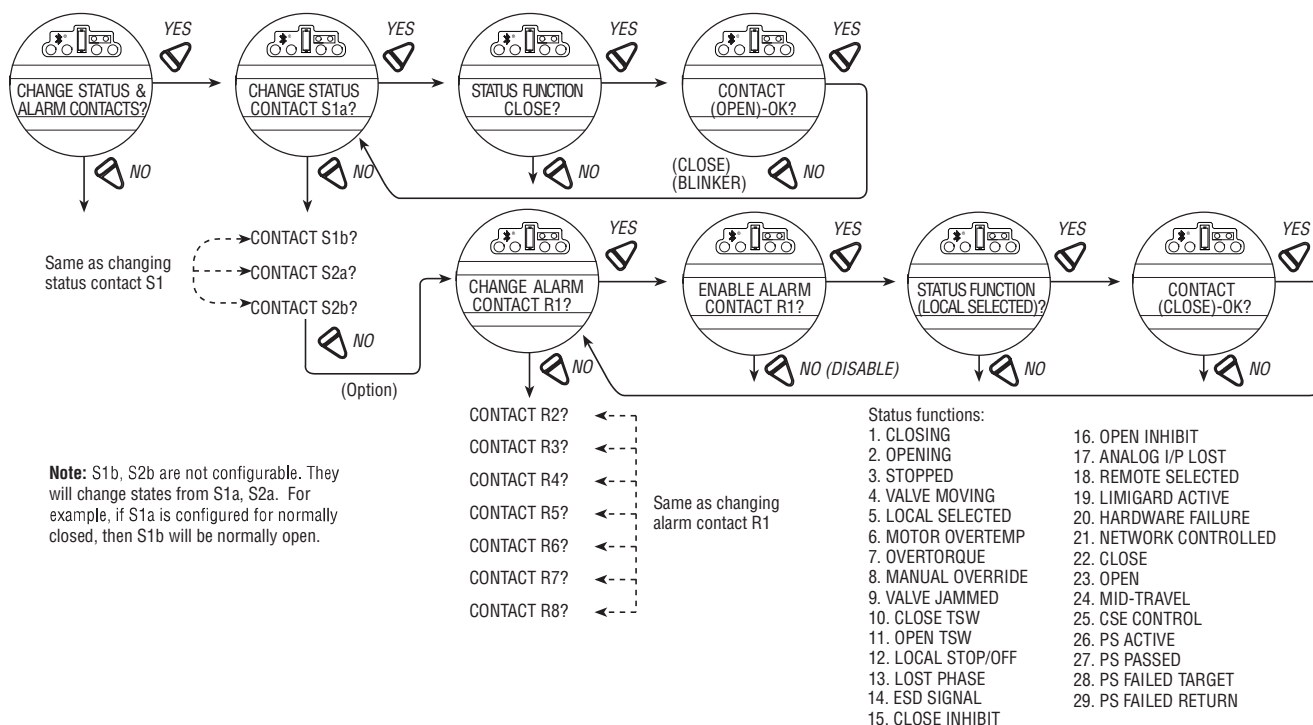 YES
YES
YES
YES
CHANGE STATUS &
ALARM CONTACTS?
CHANGE STATUS
CONTACT S1a?
STATUS FUNCTION
CLOSE?
CONTACT
(OPEN)-OK?
NO
NO
NO
(CLOSE)
(BLINKER)
NO
Same as changing
status contact S1
CONTACT S1b?
CONTACT S2a?
CONTACT S2b?
NO
(Option)
YES
YES
YES
YES
CHANGE ALARM
CONTACT R1?
ENABLE ALARM
CONTACT R1?
STATUS FUNCTION
(LOCAL SELECTED)?
CONTACT
(CLOSE)-OK?
NO
NO (DISABLE)
NO
NO
CONTACT R2?
CONTACT R3?
CONTACT R4?
CONTACT R5?
CONTACT R6?
CONTACT R7?
CONTACT R8?
Same as changing
alarm contact R1
Note: S1b, S2b are not configurable. They
will change states from S1a, S2a. For
example, if S1a is configured for normally
closed, then S1b will be normally open.
Status functions:
1. CLOSING
2. OPENING
3. STOPPED
4. VALVE MOVING
5. LOCAL SELECTED
6. MOTOR OVERTEMP
7. OVERTORQUE
8. MANUAL OVERRIDE
9. VALVE JAMMED
10. CLOSE TSW
11. OPEN TSW
12. LOCAL STOP/OFF
13. LOST PHASE
14. ESD SIGNAL
15. CLOSE INHIBIT
16. OPEN INHIBIT
17. ANALOG I/P LOST
18. REMOTE SELECTED
19. LIMIGARD ACTIVE
20. HARDWARE FAILURE
21. NETWORK CONTROLLED
22. CLOSE
23. OPEN
24. MID-TRAVEL
25. CSE CONTROL
26. PS ACTIVE
27. PS PASSED
28. PS FAILED TARGET
29. PS FAILED RETURN